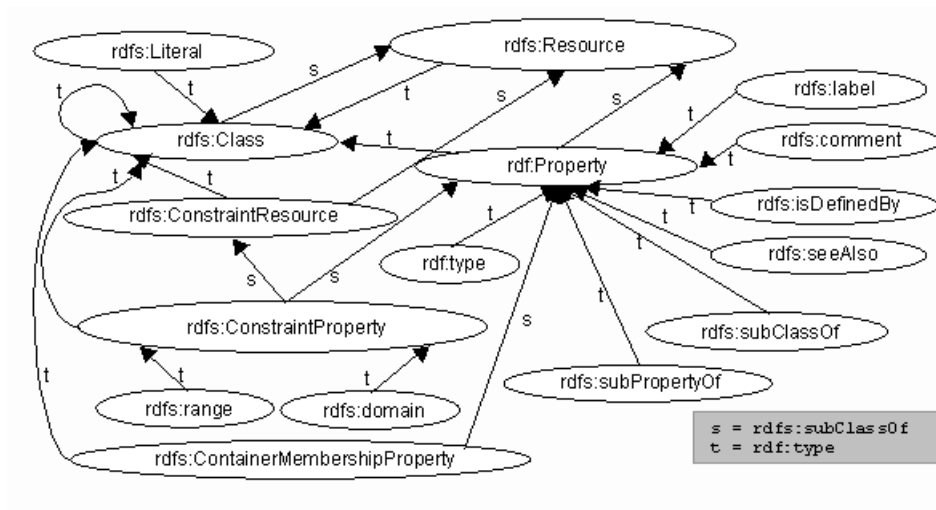 rdfs:Literal
rdfs:Resource
t
s
t
t
s
s
rdfs:label
t
rdfs:Class
t
rdf:Property
rdfs:comment
t
t
t
rdfs:ConstraintResource
t
rdfs:isDefinedBy
t
t
t
rdf:type
rdfs:seeAlso
s
s
t
rdfs:ConstraintProperty
s
rdfs:subClassOf
t
t
t
rdfs:subPropertyOf
rdfs:range
rdfs:domain
rdfs:ContainerMembershipProperty
s = rdfs:subClassOf
t = rdf:type